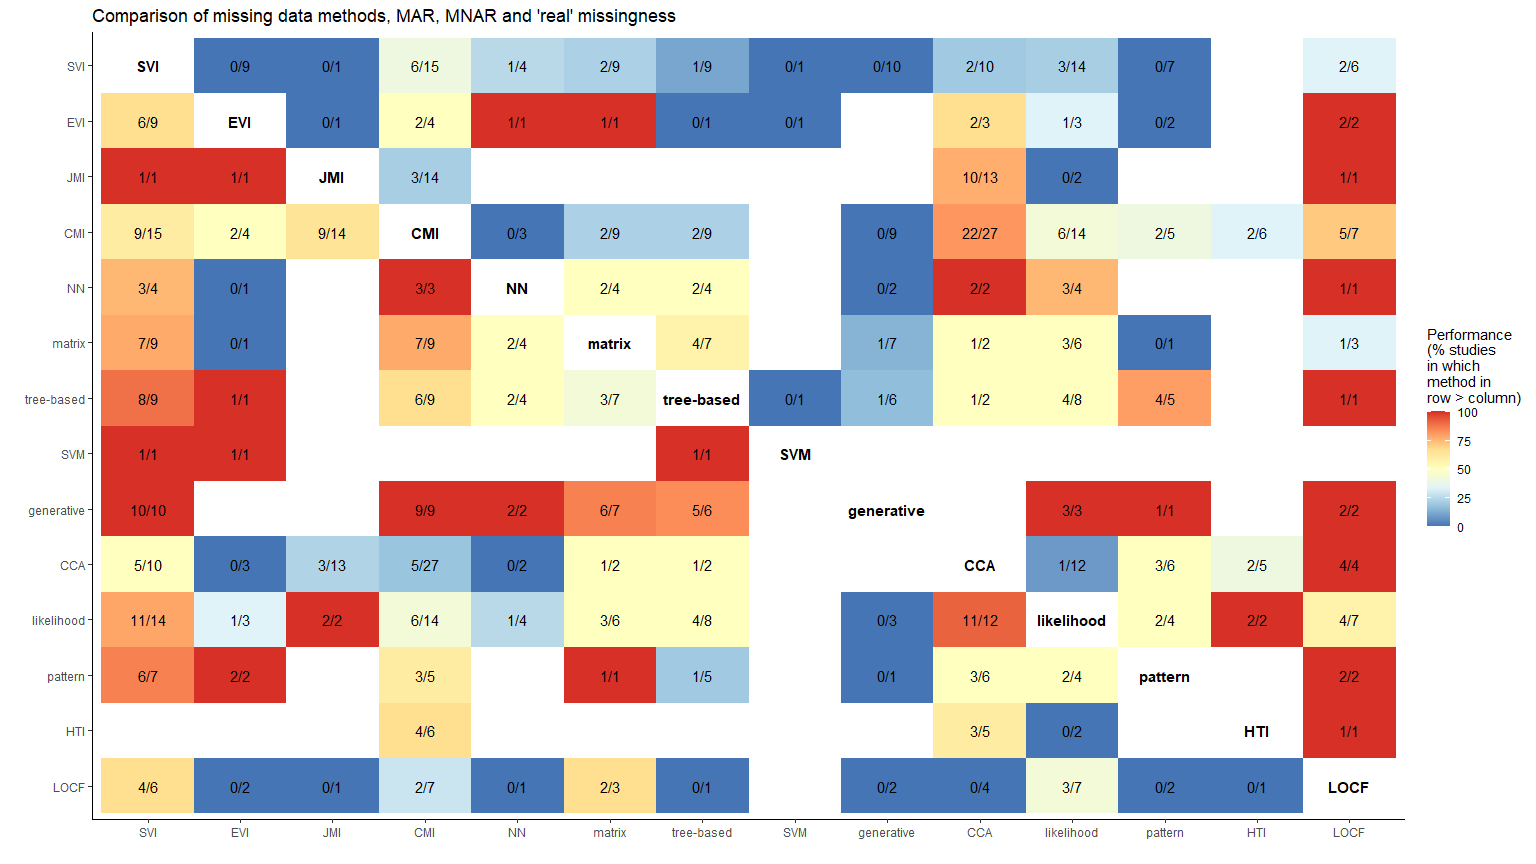 Comparison of missing data methods, MAR, MNAR and 'real' missingness
SVI SVI 0/9 0/1 6/15 1/4 2/9 1/9 0/1 0/10 2/10 3/14 0/7 2/6
EVI 6/9 EVI 0/1 2/4 1/1 1/1 0/1 0/1 2/3 1/3 0/2 2/2
JMI 1/1 1/1 JMI 3/14 10/13 0/2 1/1
CMI 9/15 2/4 9/14 CMI 0/3 2/9 2/9 0/9 22/27 6/14 2/5 2/6 5/7
NN 3/4 0/1 3/3 NN 2/4 2/4 0/2 2/2 3/4 1/1
matrix 7/9 0/1 7/9 2/4 matrix 4/7 1/7 1/2 3/6 0/1 1/3
tree-based 8/9 1/1 6/9 2/4 3/7 tree-based 0/1 1/6 1/2 4/8 4/5 1/1
SVM 1/1 1/1 1/1 SVM
generative 10/10 9/9 2/2 6/7 5/6 generative 3/3 1/1 2/2
CCA 5/10 0/3 3/13 5/27 0/2 1/2 1/2 CCA 1/12 3/6 2/5 4/4
likelihood 11/14 1/3 2/2 6/14 1/4 3/6 4/8 0/3 11/12 likelihood 2/4 2/2 4/7
pattern 6/7 2/2 3/5 1/1 1/5 0/1 3/6 2/4 pattern 2/2
HTI 4/6 3/5 0/2 HTI 1/1
LOCF 4/6 0/2 0/1 2/7 0/1 2/3 0/1 0/2 0/4 3/7 0/2 0/1 LOCF
SVI EVI JMI CMI NN matrix tree-based SVM generative CCA likelihood pattern HTI LOCF
Performance
(% studies
in which
method in
row > column)
100
75
50
25
0